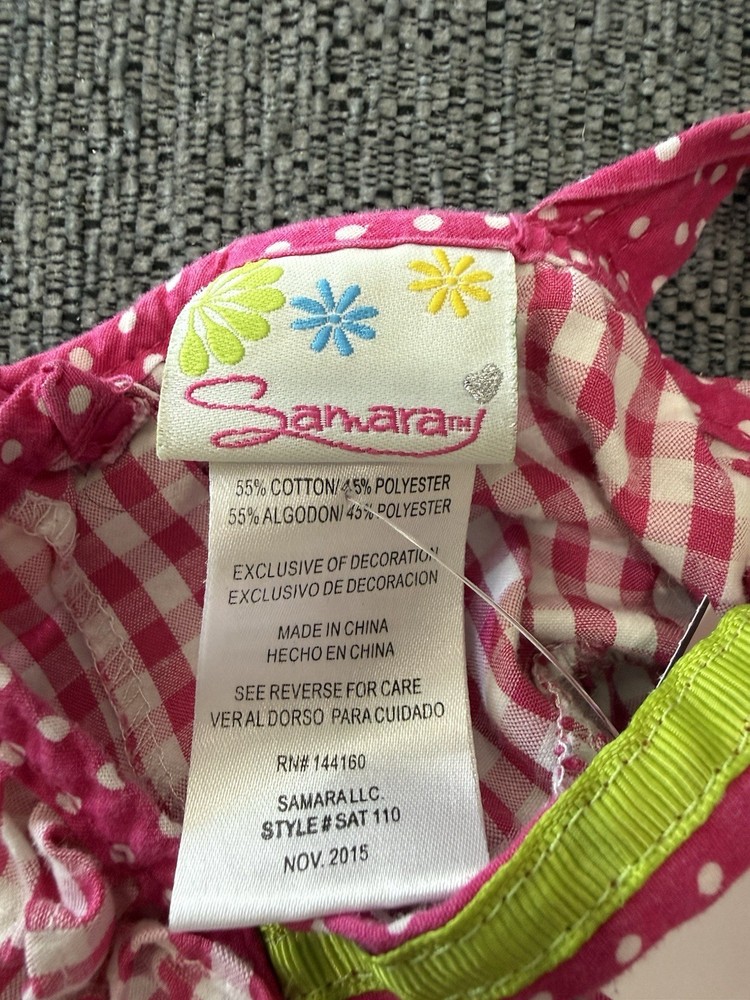 Samara™
55% COTTON/45% POLYESTER
55% ALGODON/45% POLYESTER
EXCLUSIVE OF DECORATION
EXCLUSIVO DE DECORACION
MADE IN CHINA
HECHO EN CHINA
SEE REVERSE FOR CARE
VER AL DORSO PARA CUIDADO
RN# 144160
SAMARA LLC.
STYLE # SAT 110
NOV. 2015